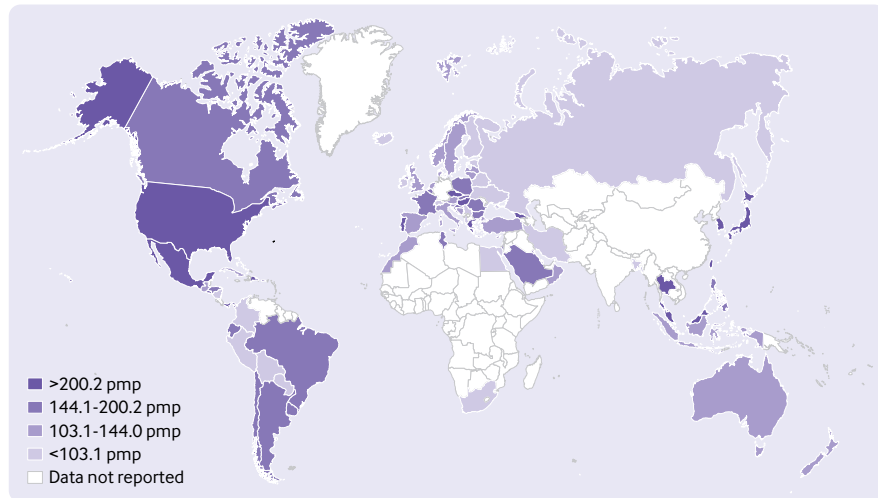 >200.2 pmp
144.1-200.2 pmp
103.1-144.0 pmp
<103.1 pmp
Data not reported